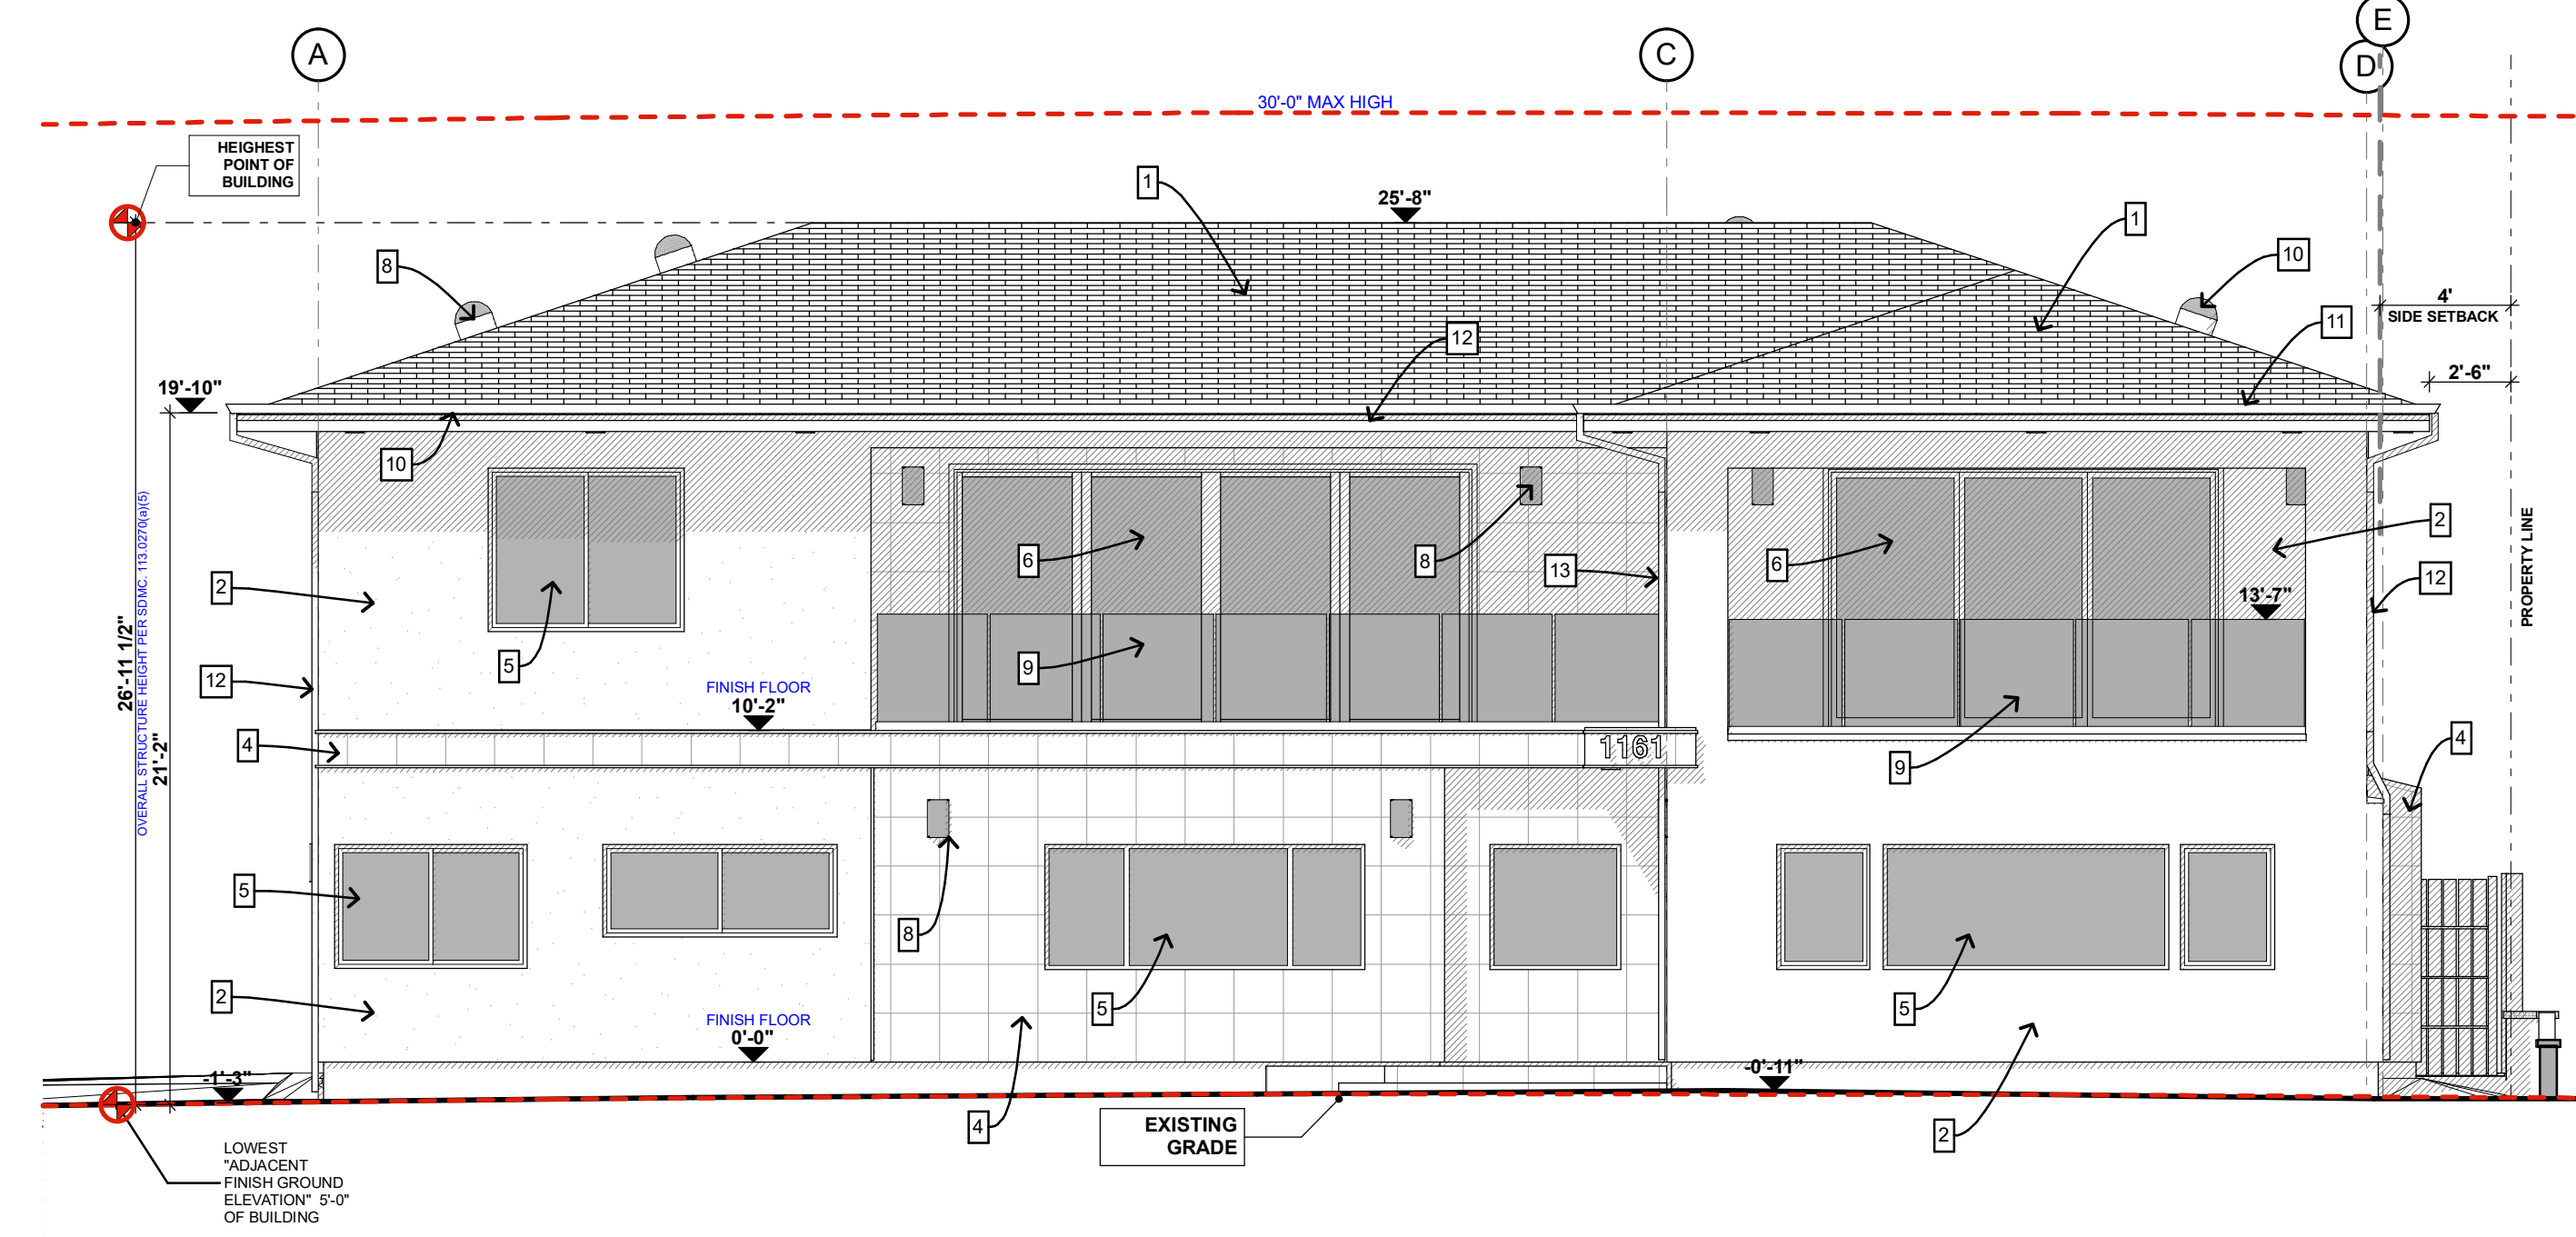 A
C
E
D
30'-0" MAX HIGH
HEIGHEST
POINT OF
BUILDING
1
25'-8"
1
8
10
4'
SIDE SETBACK
11
12
2'-6"
19'-10"
10
2
6
8
13
6
2
PROPERTY LINE
12
13'-7"
26'-11 1/2"
OVERALL STRUCTURE HEIGHT PER SDMC. 113.0270(a)(5)
21'-2"
12
5
9
FINISH FLOOR
10'-2"
4
1161
9
4
5
8
2
5
5
FINISH FLOOR
0'-0"
4
2
-1'-3"
-0'-11"
EXISTING
GRADE
LOWEST
"ADJACENT
FINISH GROUND
ELEVATION" 5'-0"
OF BUILDING